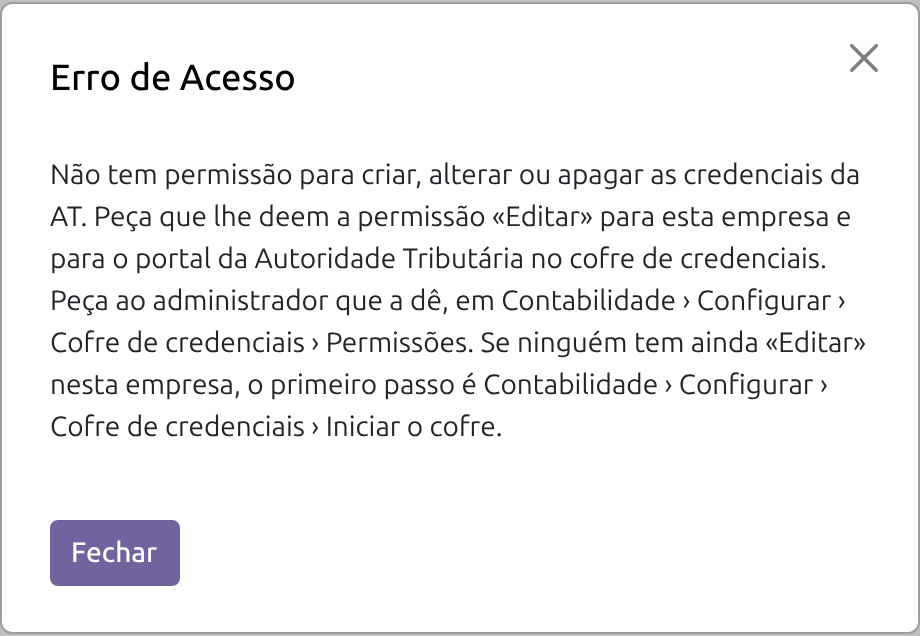 Erro de Acesso
Não tem permissão para criar, alterar ou apagar as credenciais da
AT. Peça que lhe deem a permissão «Editar» para esta empresa e
para o portal da Autoridade Tributária no cofre de credenciais.
Peça ao administrador que a dê, em Contabilidade › Configurar ›
Cofre de credenciais › Permissões. Se ninguém tem ainda «Editar»
nesta empresa, o primeiro passo é Contabilidade › Configurar ›
Cofre de credenciais › Iniciar o cofre.
Fechar